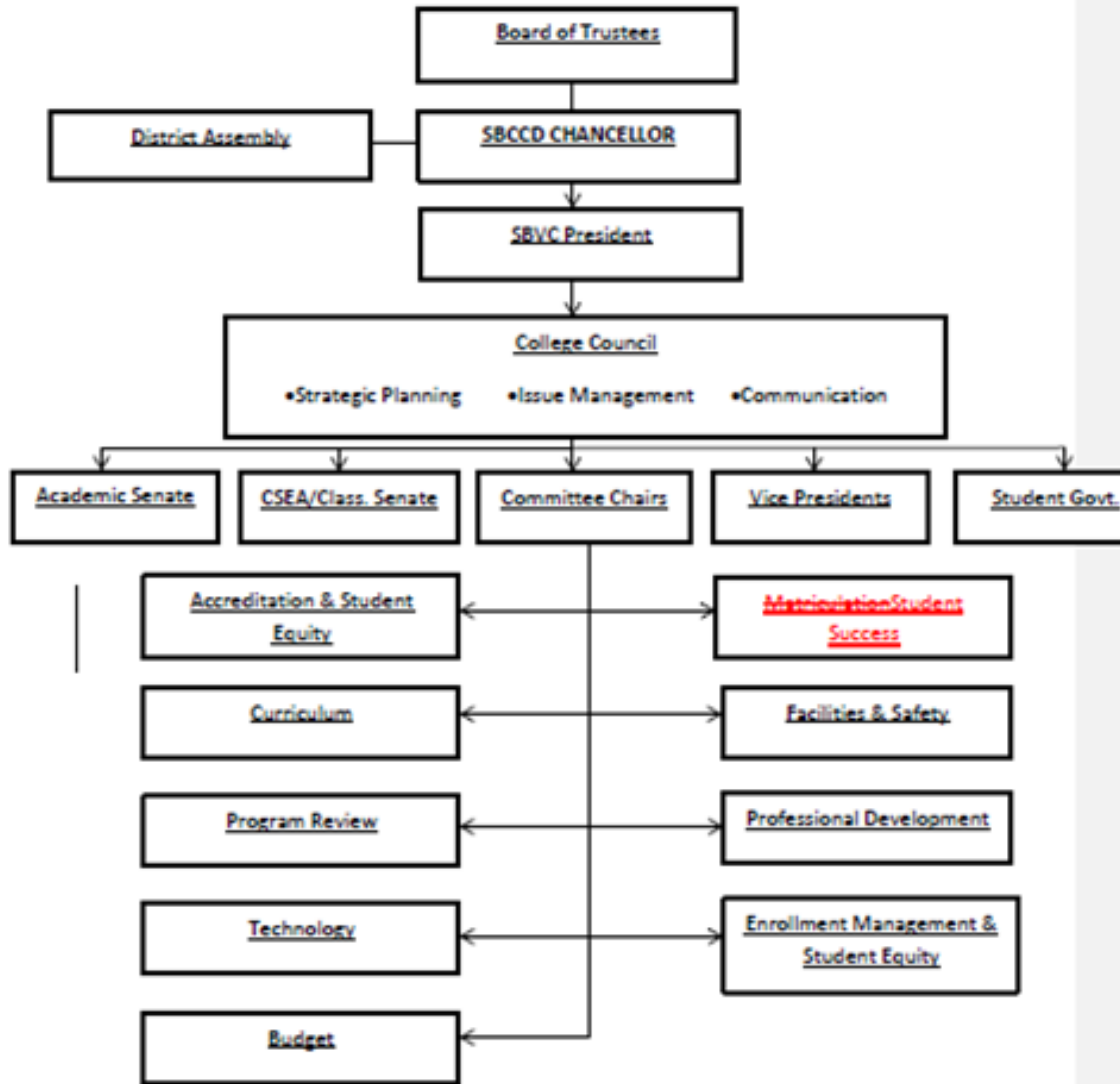 Board of Trustees
District Assembly
SBCCD CHANCELLOR
SBVC President
College Council
•Strategic Planning •Issue Management •Communication
Academic Senate
CSEA/Class. Senate
Committee Chairs
Vice Presidents
Student Govt.
Accreditation & Student
Equity
MatriculationStudent
Success
Curriculum
Facilities & Safety
Program Review
Professional Development
Technology
Enrollment Management &
Student Equity
Budget